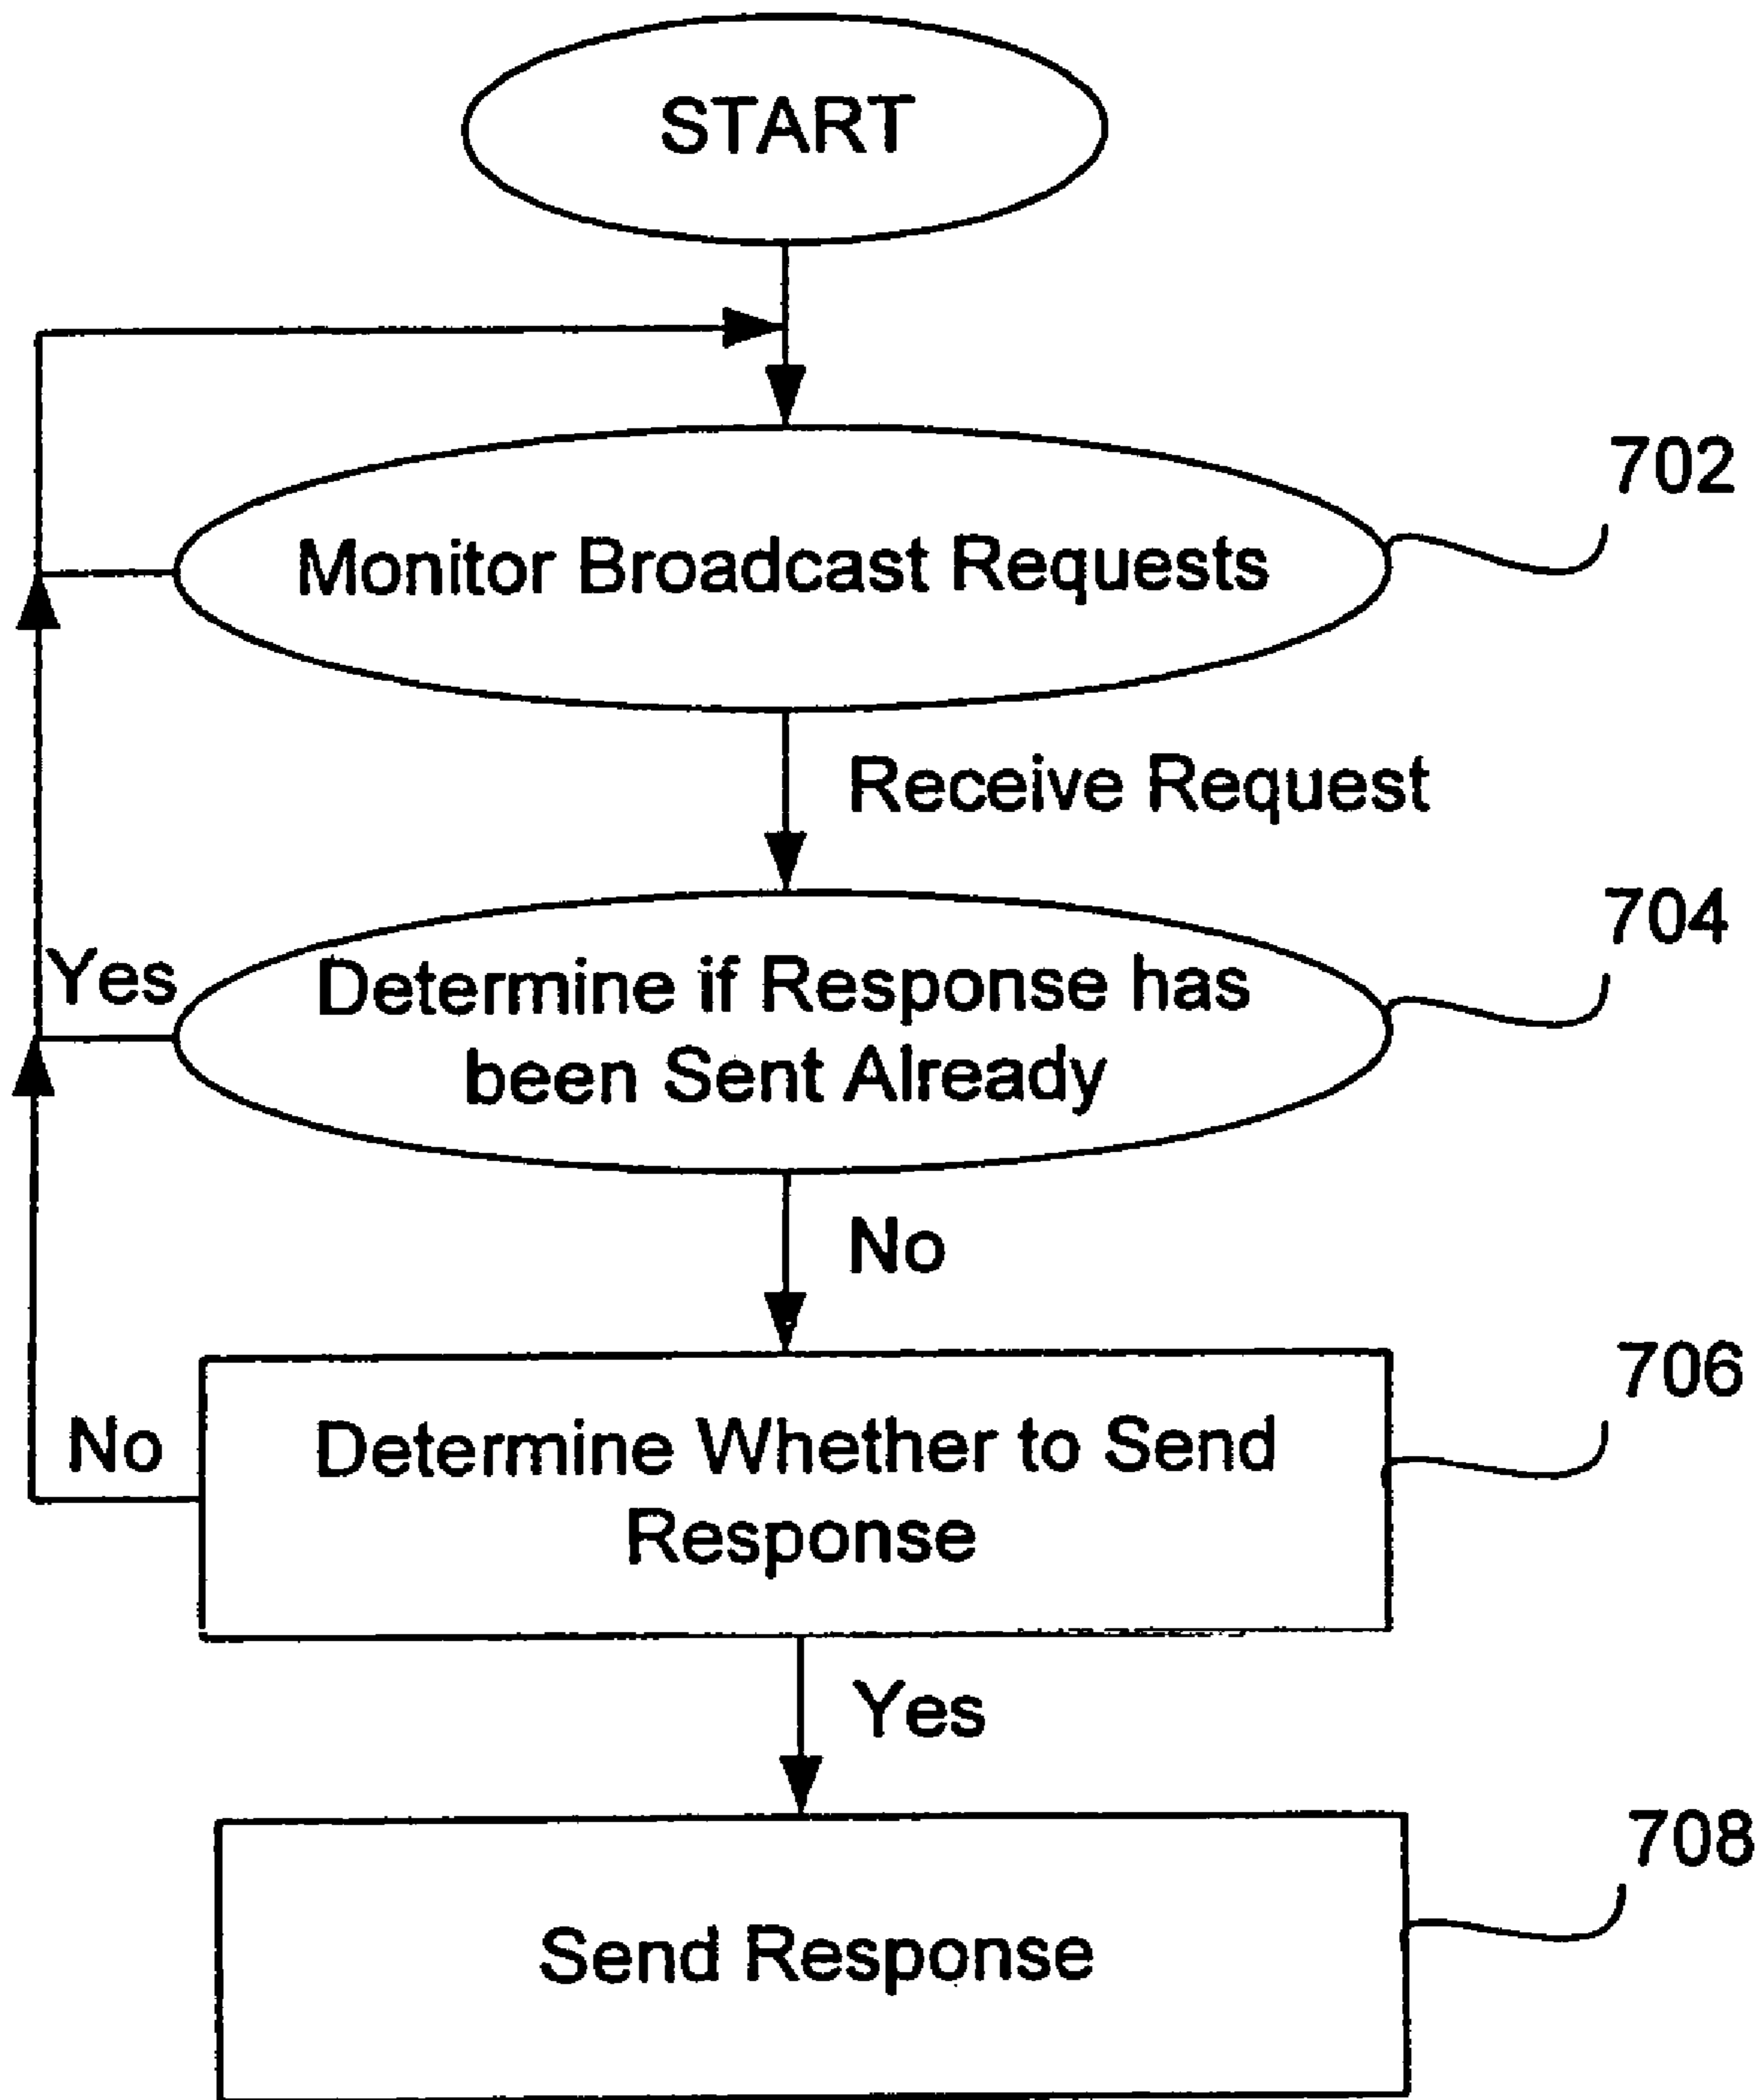 START
702
Monitor Broadcast Requests
Receive Request
704
Yes
Determine if Response has
been Sent Already
No
706
No
Determine Whether to Send
Response
Yes
708
Send Response